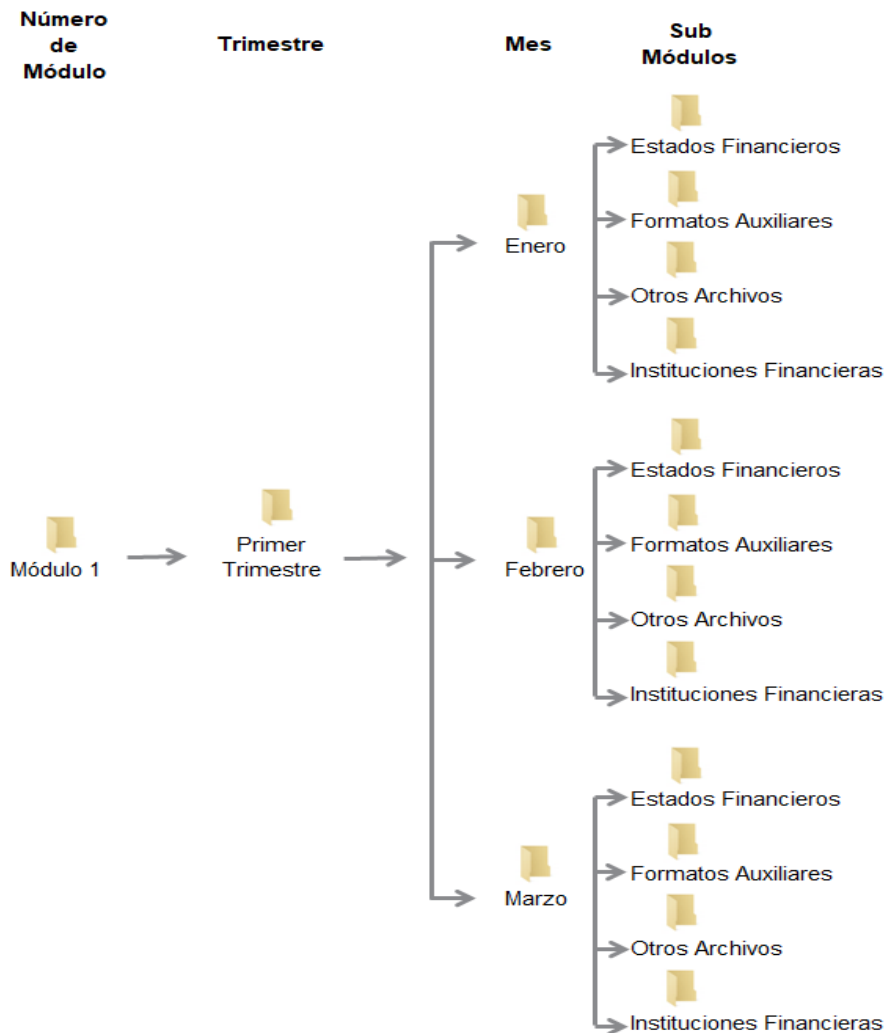 Número
de
Módulo
Trimestre
Mes
Sub
Módulos
Estados Financieros
Formatos Auxiliares
Enero
Otros Archivos
Instituciones Financieras
Estados Financieros
Formatos Auxiliares
Módulo 1
Primer
Trimestre
Febrero
Otros Archivos
Instituciones Financieras
Estados Financieros
Formatos Auxiliares
Marzo
Otros Archivos
Instituciones Financieras